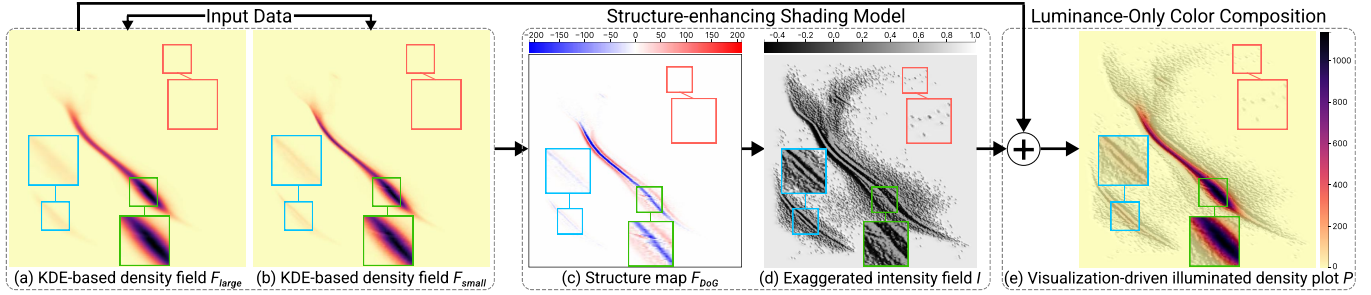 Input Data
Structure-enhancing Shading Model
Luminance-Only Color Composition
−200 −150 −100 −50 0 50 100 150 200
−0.4 −0.2 0.0 0.2 0.4 0.6 0.8 1.0
1000
800
600
400
200
0
+
(a) KDE-based density field F_large
(b) KDE-based density field F_small
(c) Structure map F_DoG
(d) Exaggerated intensity field I
(e) Visualization-driven illuminated density plot P